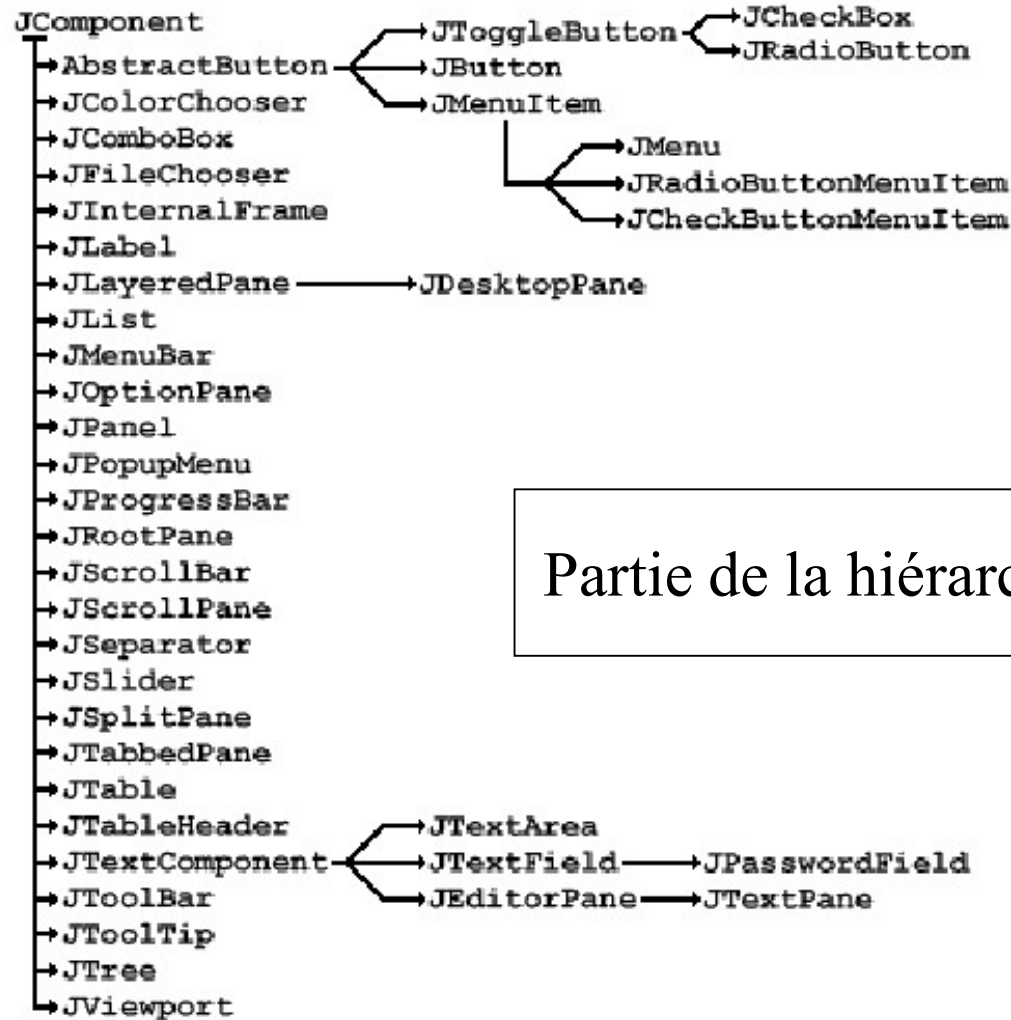 JComponent
AbstractButton
JToggleButton
JCheckBox
JRadioButton
JButton
JMenuItem
JMenu
JRadioButtonMenuItem
JCheckButtonMenuItem
JColorChooser
JComboBox
JFileChooser
JInternalFrame
JLabel
JLayeredPane
JDesktopPane
JList
JMenuBar
JOptionPane
JPanel
JPopupMenu
JProgressBar
JRootPane
JScrollBar
JScrollPane
JSeparator
JSlider
JSplitPane
JTabbedPane
JTable
JTableHeader
JTextComponent
JTextArea
JTextField
JPasswordField
JEditorPane
JTextPane
JToolBar
JToolTip
JTree
JViewport
Partie de la